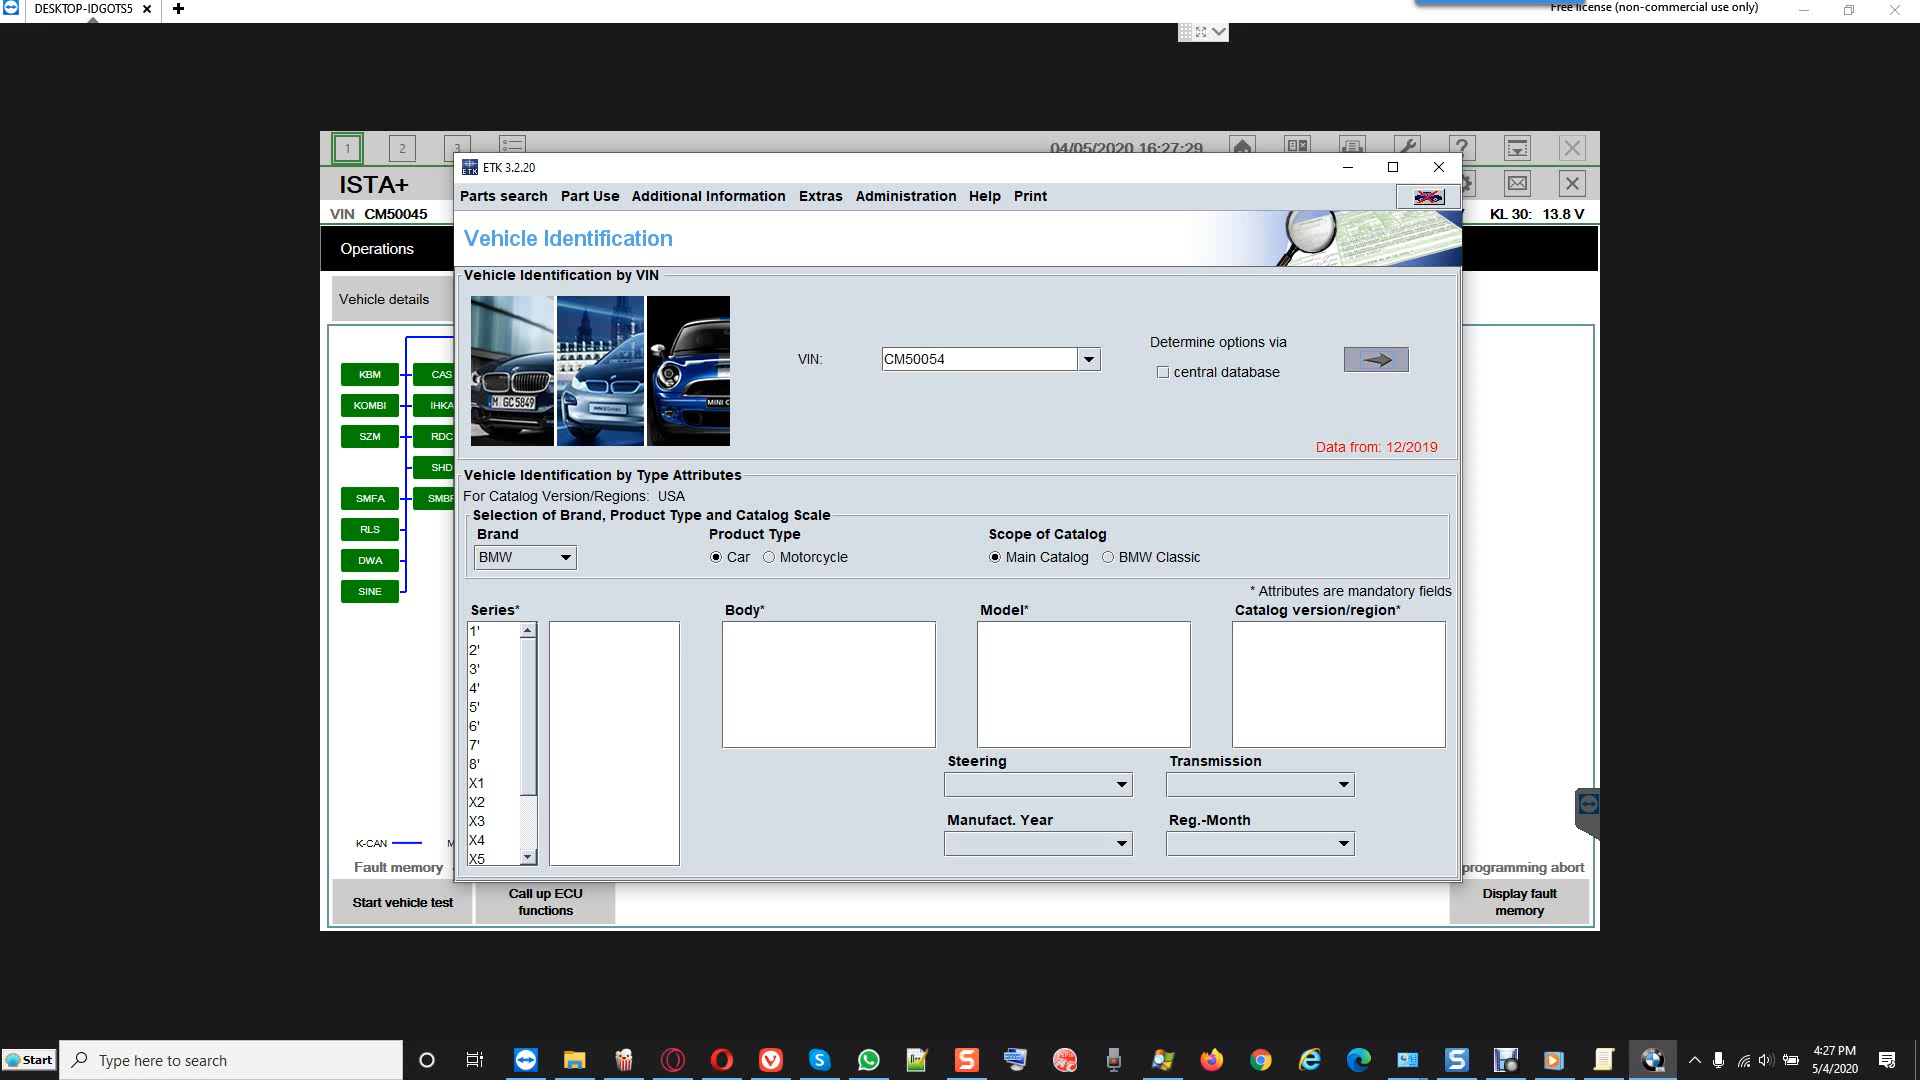 DESKTOP-IDGOTS5
Free license (non-commercial use only)
1
2
3
04/05/2020 16:27:29
ISTA+
VIN CM50045
KL 30: 13.8 V
Operations
Vehicle details
KBM
CAS
KOMBI
IHKA
SZM
RDC
SHD
SMFA
RLS
DWA
SINE
K-CAN
Fault memory
programming abort
Start vehicle test
Call up ECU
functions
Display fault
memory
ETK 3.2.20
Parts search Part Use Additional Information Extras Administration Help Print
Vehicle Identification
Vehicle Identification by VIN
VIN:
CM50054
Determine options via
central database
Data from: 12/2019
Vehicle Identification by Type Attributes
For Catalog Version/Regions: USA
Selection of Brand, Product Type and Catalog Scale
Brand
Product Type
Scope of Catalog
BMW
Car
Motorcycle
Main Catalog
BMW Classic
* Attributes are mandatory fields
Series*
Body*
Model*
Catalog version/region*
1'
2'
3'
4'
5'
6'
7'
8'
X1
X2
X3
X4
X5
Steering
Transmission
Manufact. Year
Reg.-Month
Start
Type here to search
4:27 PM
5/4/2020